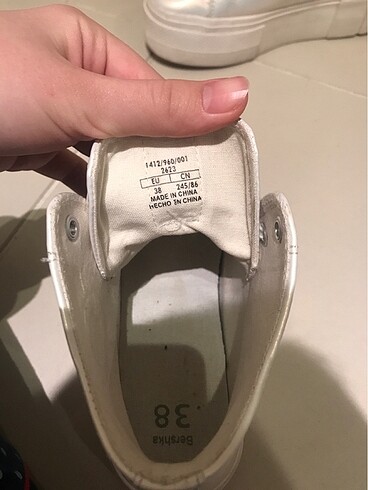 1412/960/001
2623
EU CN
38 245/86
MADE IN CHINA
HECHO EN CHINA
38
Bershka